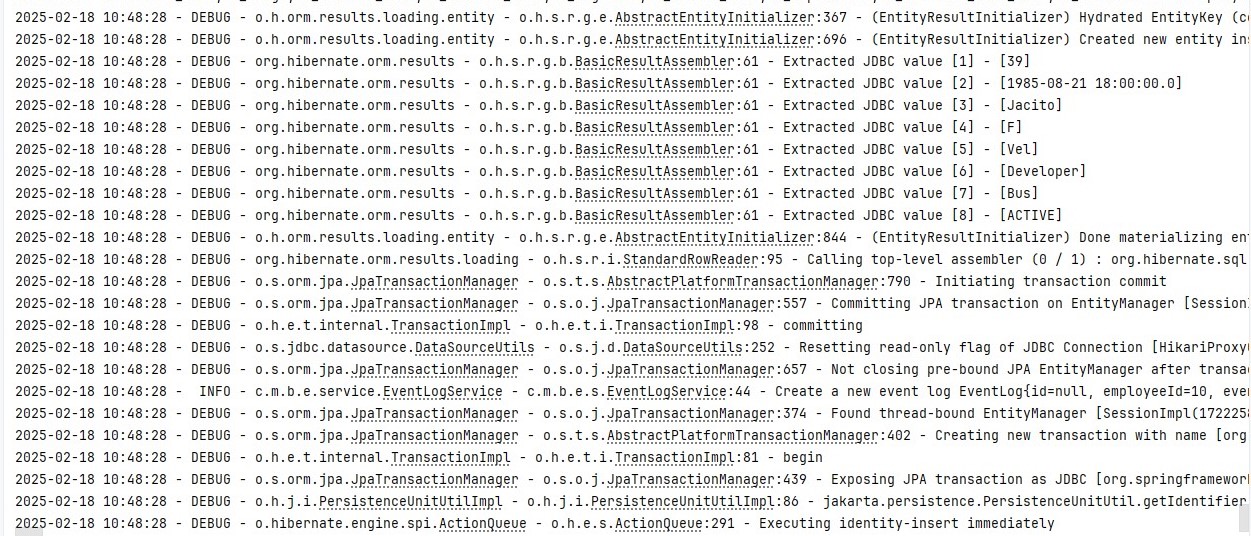 2025-02-18 10:48:28 - DEBUG - o.h.orm.results.loading.entity - o.h.s.r.g.e.AbstractEntityInitializer:367 - (EntityResultInitializer) Hydrated EntityKey
2025-02-18 10:48:28 - DEBUG - o.h.orm.results.loading.entity - o.h.s.r.g.e.AbstractEntityInitializer:696 - (EntityResultInitializer) Created new entity
2025-02-18 10:48:28 - DEBUG - org.hibernate.orm.results - o.h.s.r.g.b.BasicResultAssembler:61 - Extracted JDBC value [1] - [39]
2025-02-18 10:48:28 - DEBUG - org.hibernate.orm.results - o.h.s.r.g.b.BasicResultAssembler:61 - Extracted JDBC value [2] - [1985-08-21 18:00:00.0]
2025-02-18 10:48:28 - DEBUG - org.hibernate.orm.results - o.h.s.r.g.b.BasicResultAssembler:61 - Extracted JDBC value [3] - [Jacito]
2025-02-18 10:48:28 - DEBUG - org.hibernate.orm.results - o.h.s.r.g.b.BasicResultAssembler:61 - Extracted JDBC value [4] - [F]
2025-02-18 10:48:28 - DEBUG - org.hibernate.orm.results - o.h.s.r.g.b.BasicResultAssembler:61 - Extracted JDBC value [5] - [Vel]
2025-02-18 10:48:28 - DEBUG - org.hibernate.orm.results - o.h.s.r.g.b.BasicResultAssembler:61 - Extracted JDBC value [6] - [Developer]
2025-02-18 10:48:28 - DEBUG - org.hibernate.orm.results - o.h.s.r.g.b.BasicResultAssembler:61 - Extracted JDBC value [7] - [Bus]
2025-02-18 10:48:28 - DEBUG - org.hibernate.orm.results - o.h.s.r.g.b.BasicResultAssembler:61 - Extracted JDBC value [8] - [ACTIVE]
2025-02-18 10:48:28 - DEBUG - o.h.orm.results.loading.entity - o.h.s.r.g.e.AbstractEntityInitializer:844 - (EntityResultInitializer) Done materializing
2025-02-18 10:48:28 - DEBUG - org.hibernate.orm.results.loading - o.h.s.r.i.StandardRowReader:95 - Calling top-level assembler (0 / 1) : org.hibernate.sql
2025-02-18 10:48:28 - DEBUG - o.s.orm.jpa.JpaTransactionManager - o.s.t.s.AbstractPlatformTransactionManager:790 - Initiating transaction commit
2025-02-18 10:48:28 - DEBUG - o.s.orm.jpa.JpaTransactionManager - o.s.o.j.JpaTransactionManager:557 - Committing JPA transaction on EntityManager
2025-02-18 10:48:28 - DEBUG - o.h.e.t.internal.TransactionImpl - o.h.e.t.i.TransactionImpl:98 - committing
2025-02-18 10:48:28 - DEBUG - o.s.jdbc.datasource.DataSourceUtils - o.s.j.d.DataSourceUtils:252 - Resetting read-only flag of JDBC Connection [HikariProxy
2025-02-18 10:48:28 - DEBUG - o.s.orm.jpa.JpaTransactionManager - o.s.o.j.JpaTransactionManager:657 - Not closing pre-bound JPA EntityManager after
2025-02-18 10:48:28 - INFO - c.m.b.e.service.EventLogService - c.m.b.e.s.EventLogService:44 - Create a new event log EventLog{id=null, employeeId=10,
2025-02-18 10:48:28 - DEBUG - o.s.orm.jpa.JpaTransactionManager - o.s.o.j.JpaTransactionManager:374 - Found thread-bound EntityManager [SessionImpl(172225
2025-02-18 10:48:28 - DEBUG - o.s.orm.jpa.JpaTransactionManager - o.s.t.s.AbstractPlatformTransactionManager:402 - Creating new transaction with name [org
2025-02-18 10:48:28 - DEBUG - o.h.e.t.internal.TransactionImpl - o.h.e.t.i.TransactionImpl:81 - begin
2025-02-18 10:48:28 - DEBUG - o.s.orm.jpa.JpaTransactionManager - o.s.o.j.JpaTransactionManager:439 - Exposing JPA transaction as JDBC [org.springframework
2025-02-18 10:48:28 - DEBUG - o.h.j.i.PersistenceUnitUtilImpl - o.h.j.i.PersistenceUnitUtilImpl:86 - jakarta.persistence.PersistenceUnitUtil.getIdentifier
2025-02-18 10:48:28 - DEBUG - o.hibernate.engine.spi.ActionQueue - o.h.e.s.ActionQueue:291 - Executing identity-insert immediately